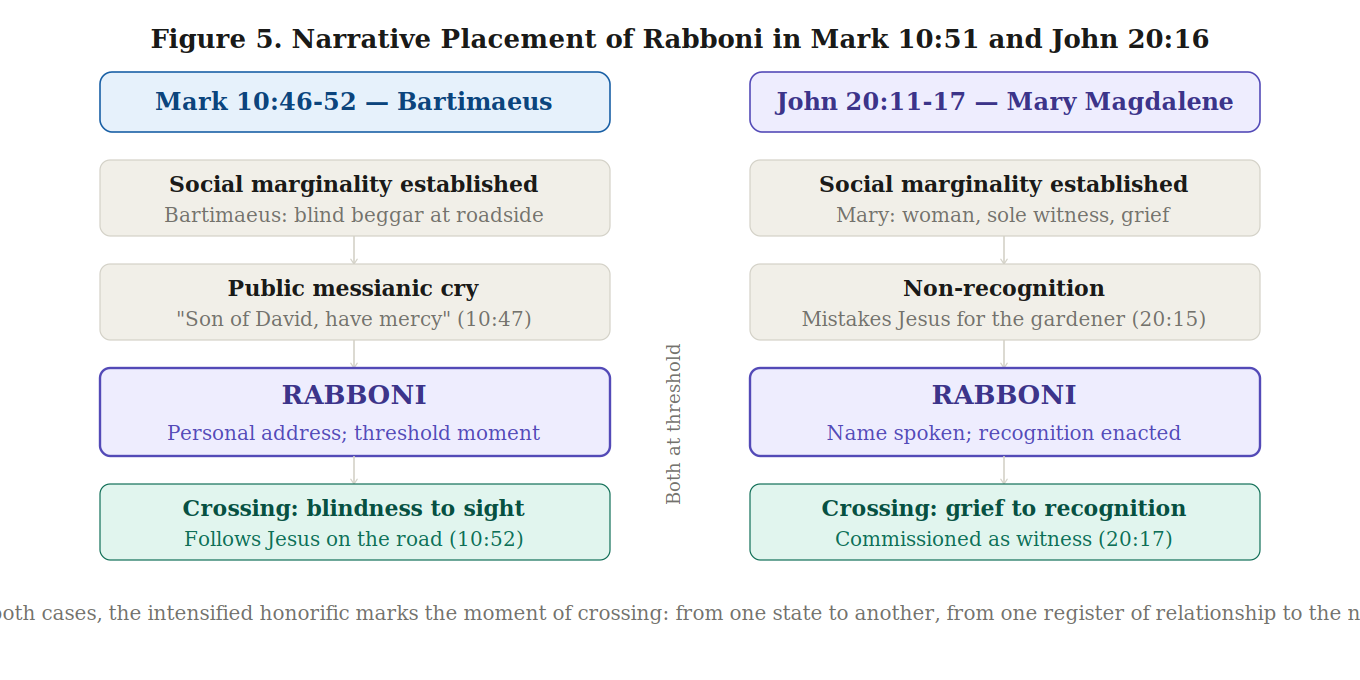 Figure 5. Narrative Placement of Rabboni in Mark 10:51 and John 20:16
Mark 10:46-52 — Bartimaeus
Social marginality established
Bartimaeus: blind beggar at roadside
Public messianic cry
"Son of David, have mercy" (10:47)
RABBONI
Personal address; threshold moment
Crossing: blindness to sight
Follows Jesus on the road (10:52)
Both at threshold
John 20:11-17 — Mary Magdalene
Social marginality established
Mary: woman, sole witness, grief
Non-recognition
Mistakes Jesus for the gardener (20:15)
RABBONI
Name spoken; recognition enacted
Crossing: grief to recognition
Commissioned as witness (20:17)
cases, the intensified honorific marks the moment of crossing: from one state to another, from one register of relationship to the